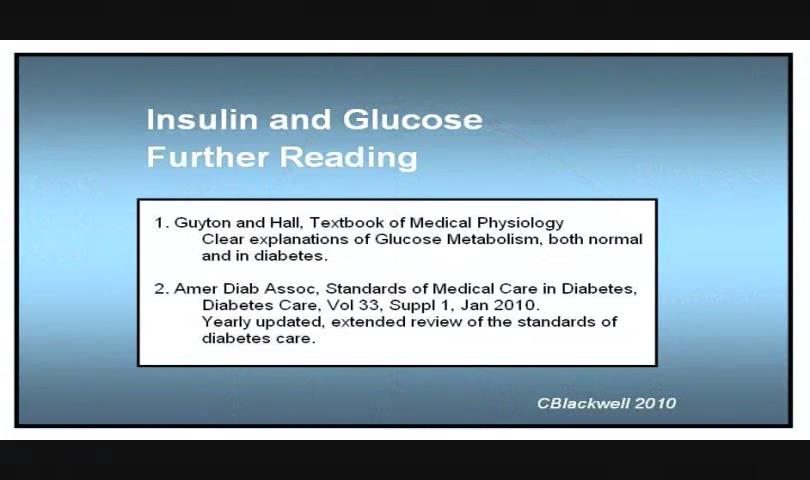 Insulin and Glucose
Further Reading
1. Guyton and Hall, Textbook of Medical Physiology
Clear explanations of Glucose Metabolism, both normal
and in diabetes.
2. Amer Diab Assoc, Standards of Medical Care in Diabetes,
Diabetes Care, Vol 33, Suppl 1, Jan 2010.
Yearly updated, extended review of the standards of
diabetes care.
CBlackwell 2010